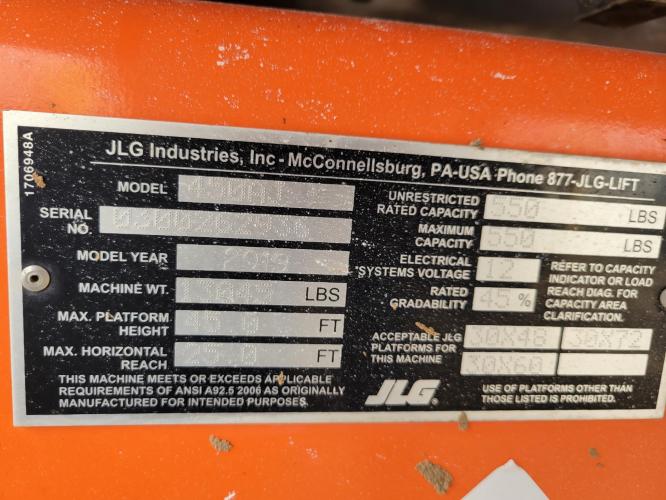 1706948A
JLG Industries, Inc - McConnellsburg, PA-USA Phone 877-JLG-LIFT
MODEL 450AJ
SERIAL NO.
MODEL YEAR 2019
MACHINE WT. LBS
MAX. PLATFORM HEIGHT 45.0 FT
MAX. HORIZONTAL REACH FT
THIS MACHINE MEETS OR EXCEEDS APPLICABLE
REQUIREMENTS OF ANSI A92.5 2006 AS ORIGINALLY
MANUFACTURED FOR INTENDED PURPOSES.
UNRESTRICTED RATED CAPACITY 550 LBS
MAXIMUM CAPACITY 550 LBS
ELECTRICAL SYSTEMS VOLTAGE 12
RATED GRADABILITY 45 %
REFER TO CAPACITY
INDICATOR OR LOAD
REACH DIAG. FOR
CAPACITY AREA
CLARIFICATION.
ACCEPTABLE JLG
PLATFORMS FOR
THIS MACHINE
30X48 30X72
30X60
JLG
USE OF PLATFORMS OTHER THAN
THOSE LISTED IS PROHIBITED.